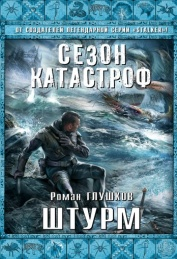 ОТ СОЗДАТЕЛЕЙ ЛЕГЕНДАРНОЙ СЕРИИ «STALKER»!
СЕЗОН
КАТАСТРОФ
Роман ГЛУШКОВ
ШТУРМ